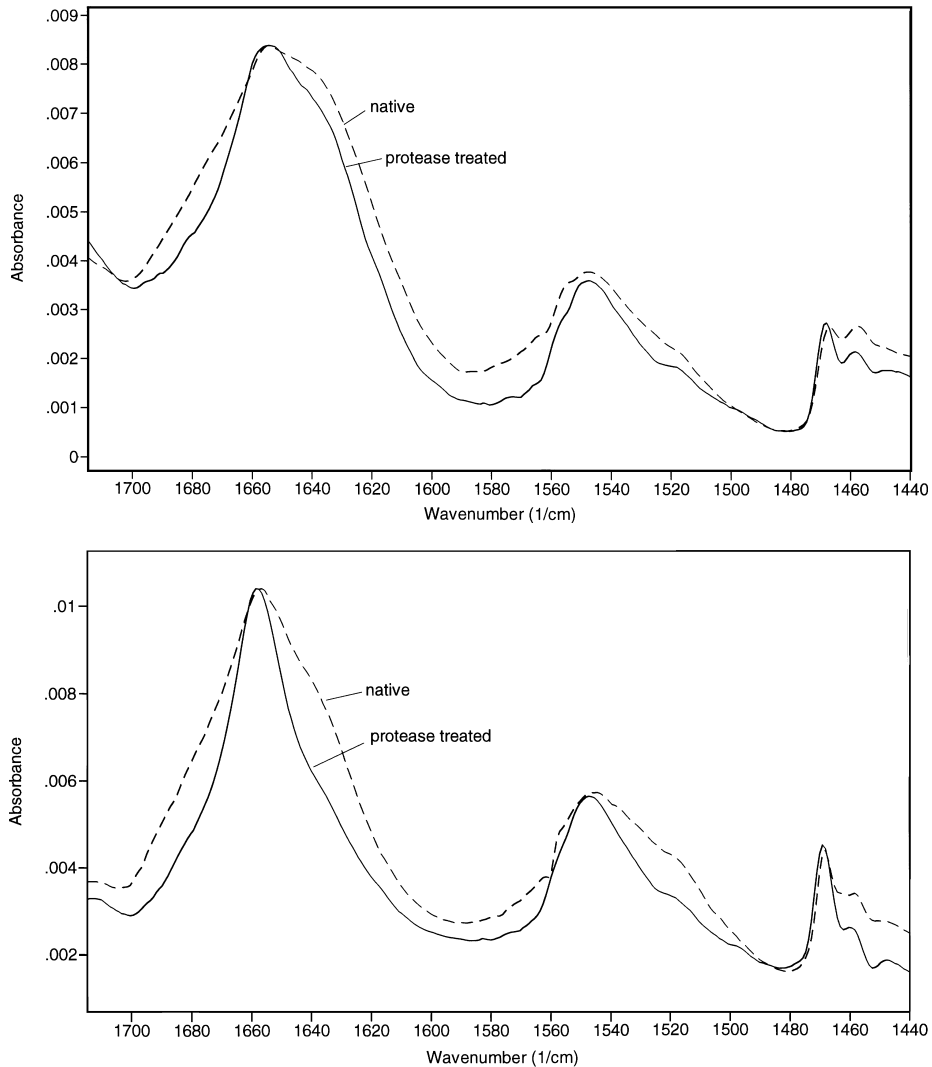 .009
.008
.007
.006
.005
.004
.003
.002
.001
0
Absorbance
native
protease treated
1700 1680 1660 1640 1620 1600 1580 1560 1540 1520 1500 1480 1460 1440
Wavenumber (1/cm)
.01
.008
.006
.004
.002
Absorbance
native
protease treated
1700 1680 1660 1640 1620 1600 1580 1560 1540 1520 1500 1480 1460 1440
Wavenumber (1/cm)